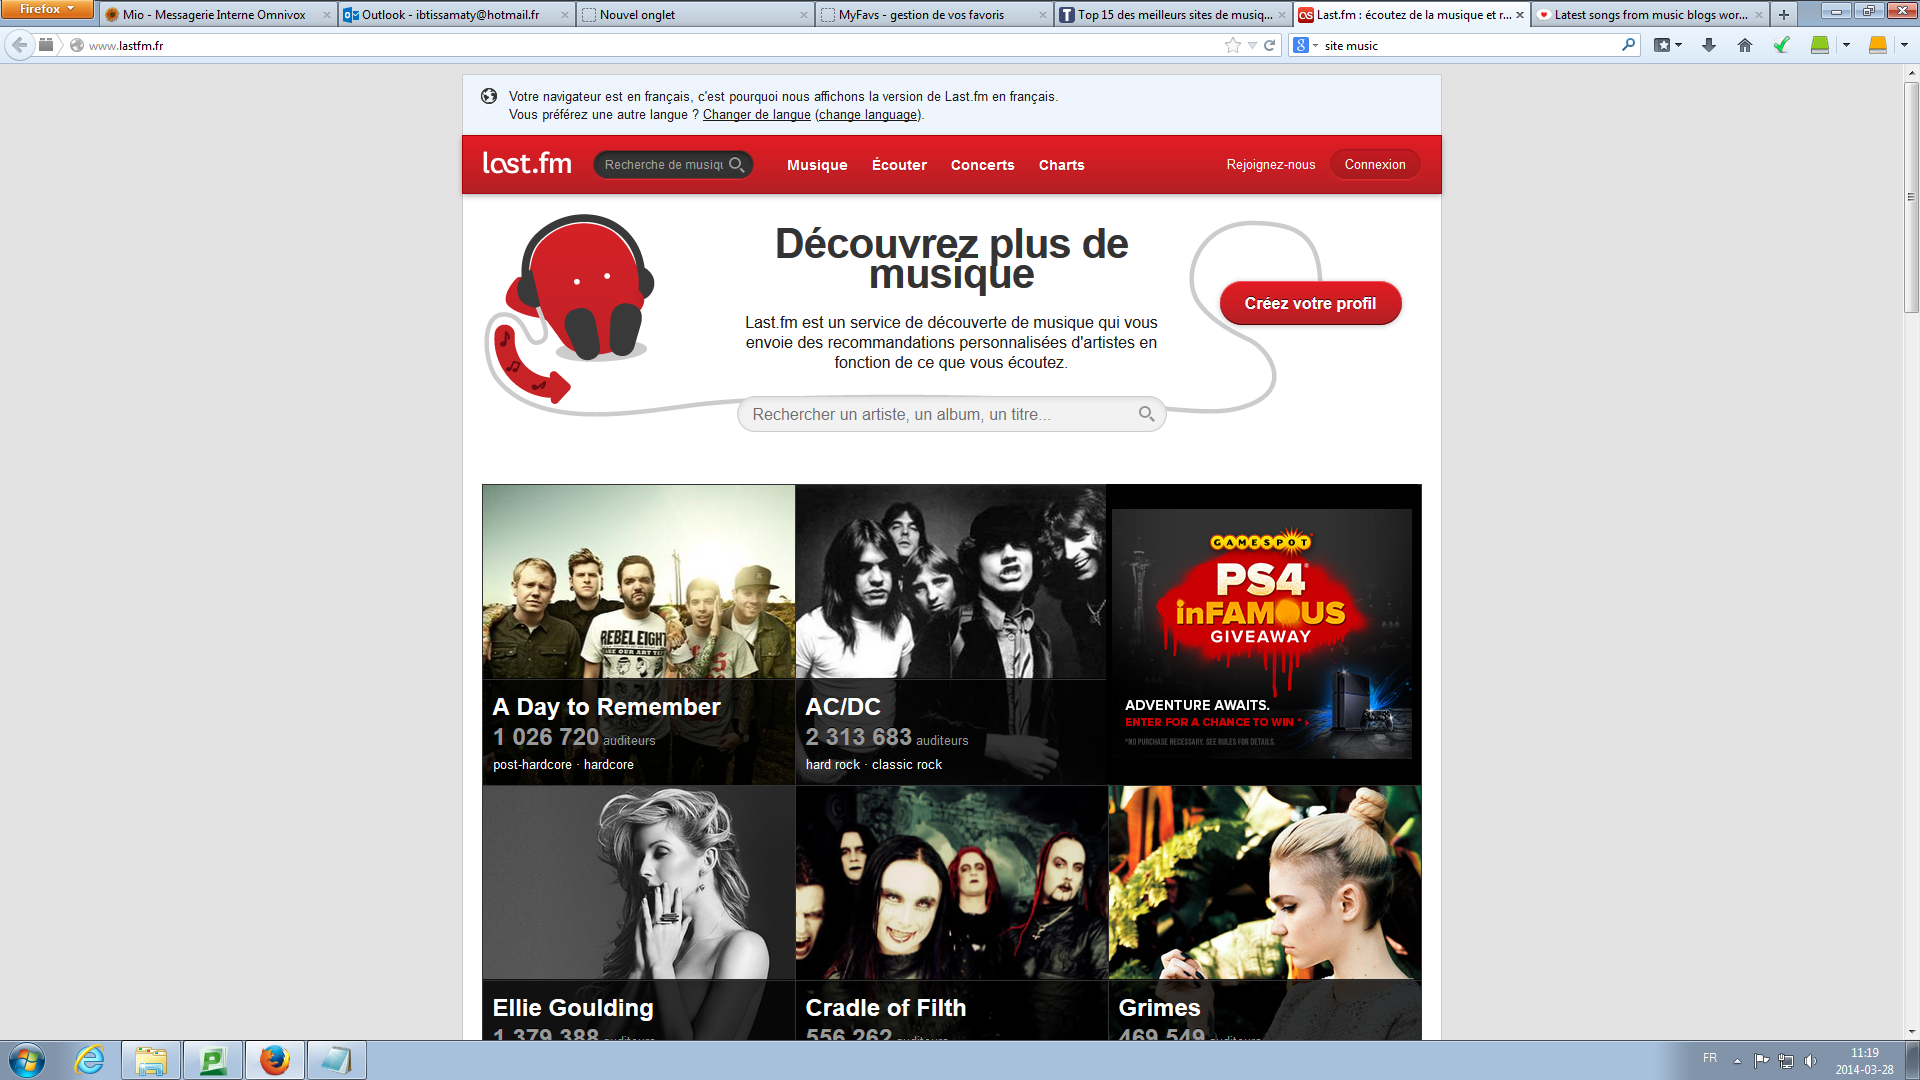 Firefox
Mio - Messagerie Interne Omnivox
Outlook - ibtissamaty@hotmail.fr
Nouvel onglet
MyFavs - gestion de vos favoris
Top 15 des meilleurs sites de musiq...
Last.fm : écoutez de la musique et r...
Latest songs from music blogs wor...
www.lastfm.fr
site music
Votre navigateur est en français, c'est pourquoi nous affichons la version de Last.fm en français.
Vous préférez une autre langue ? Changer de langue (change language).
last.fm
Recherche de musiqu
Musique
Écouter
Concerts
Charts
Rejoignez-nous
Connexion
Découvrez plus de
musique
Créez votre profil
Last.fm est un service de découverte de musique qui vous
envoie des recommandations personnalisées d'artistes en
fonction de ce que vous écoutez.
Rechercher un artiste, un album, un titre...
REBEL EIGHT
A Day to Remember
1 026 720 auditeurs
post-hardcore · hardcore
AC/DC
2 313 683 auditeurs
hard rock · classic rock
GAMESPOT
PS4
inFAMOUS
GIVEAWAY
ADVENTURE AWAITS.
ENTER FOR A CHANCE TO WIN * ›
*NO PURCHASE NECESSARY. SEE RULES FOR DETAILS.
Ellie Goulding
1 379 388 auditeurs
Cradle of Filth
556 262 auditeurs
Grimes
469 549 auditeurs
FR
11:19
2014-03-28